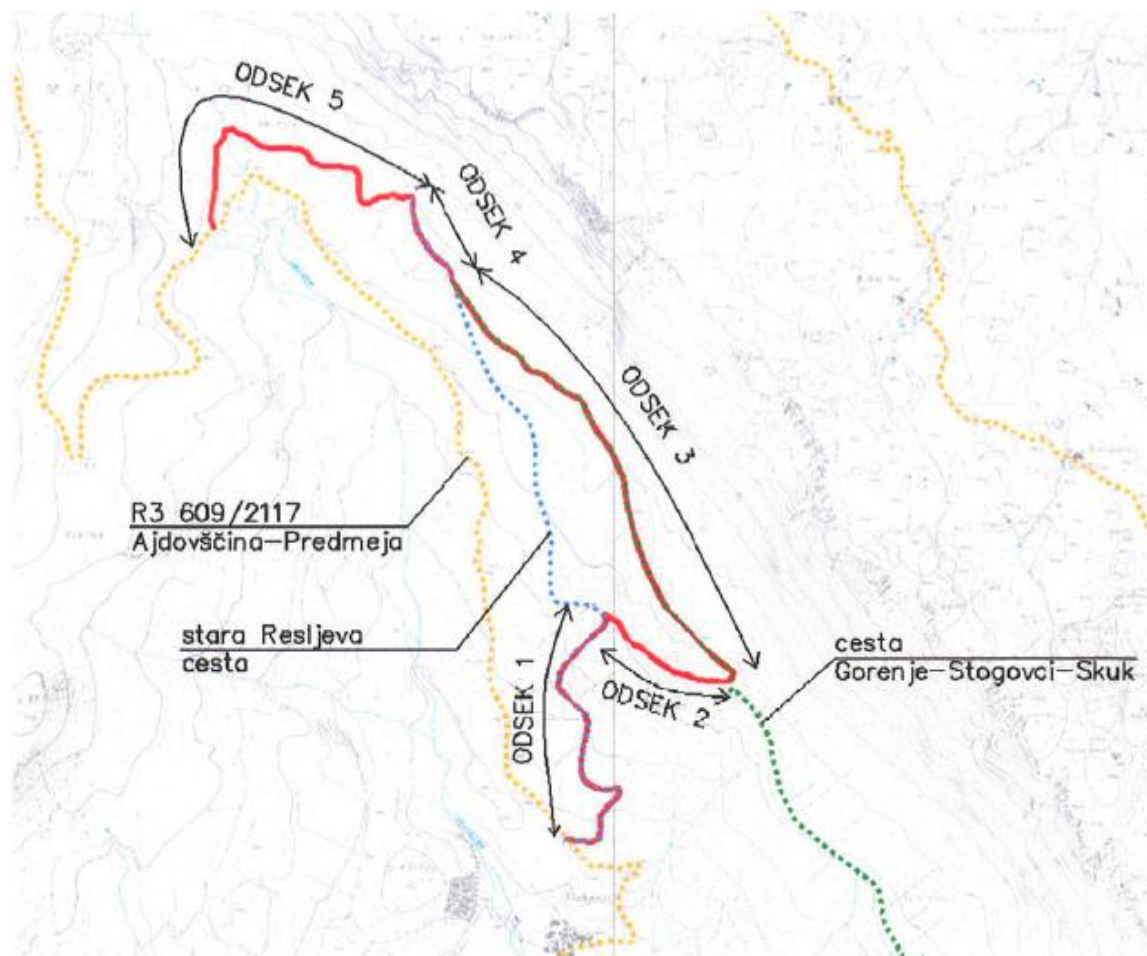 ODSEK 5
ODSEK 4
ODSEK 3
R3 609/2117
Ajdovščina-Predmeja
stara Resljeva
cesta
ODSEK 1
ODSEK 2
cesta
Gorenje-Stogovci-Skuk